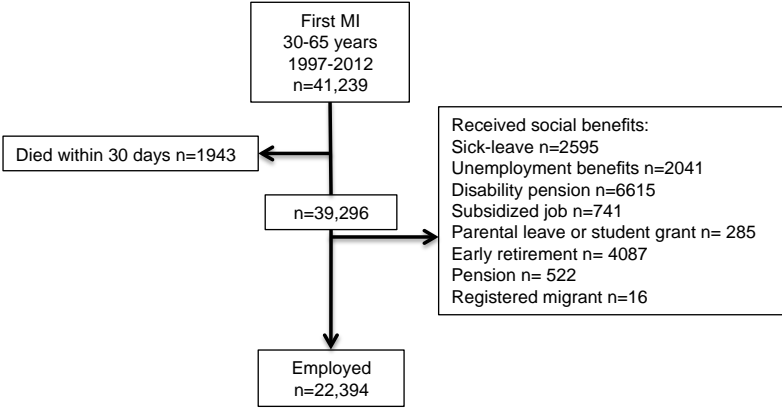 First MI
30-65 years
1997-2012
n=41,239
Died within 30 days n=1943
n=39,296
Received social benefits:
Sick-leave n=2595
Unemployment benefits n=2041
Disability pension n=6615
Subsidized job n=741
Parental leave or student grant n= 285
Early retirement n= 4087
Pension n= 522
Registered migrant n=16
Employed
n=22,394